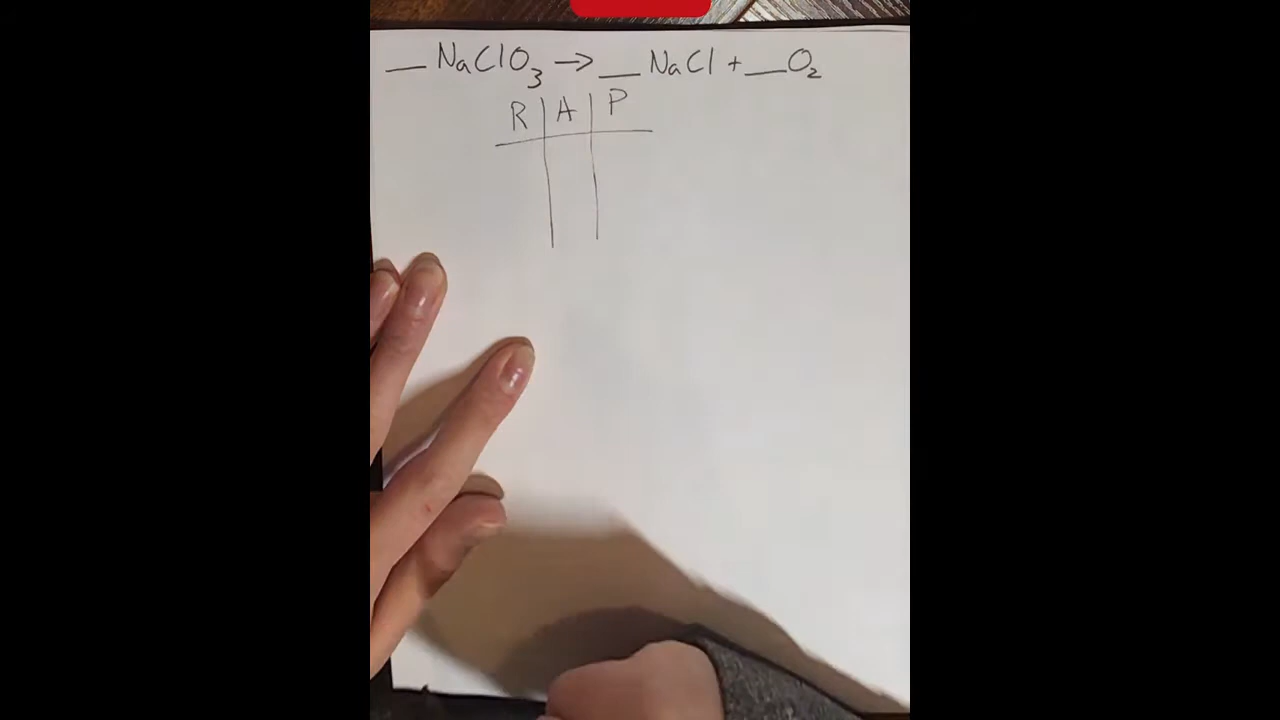 __ NaClO₃ → __ NaCl + __ O₂
R | A | P